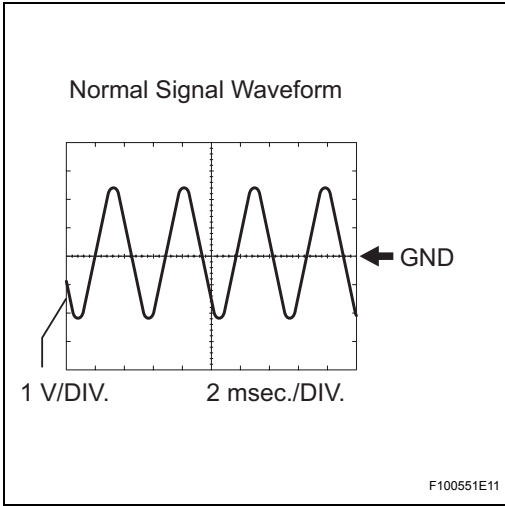 Normal Signal Waveform
GND
1 V/DIV. 2 msec./DIV.
F100551E11